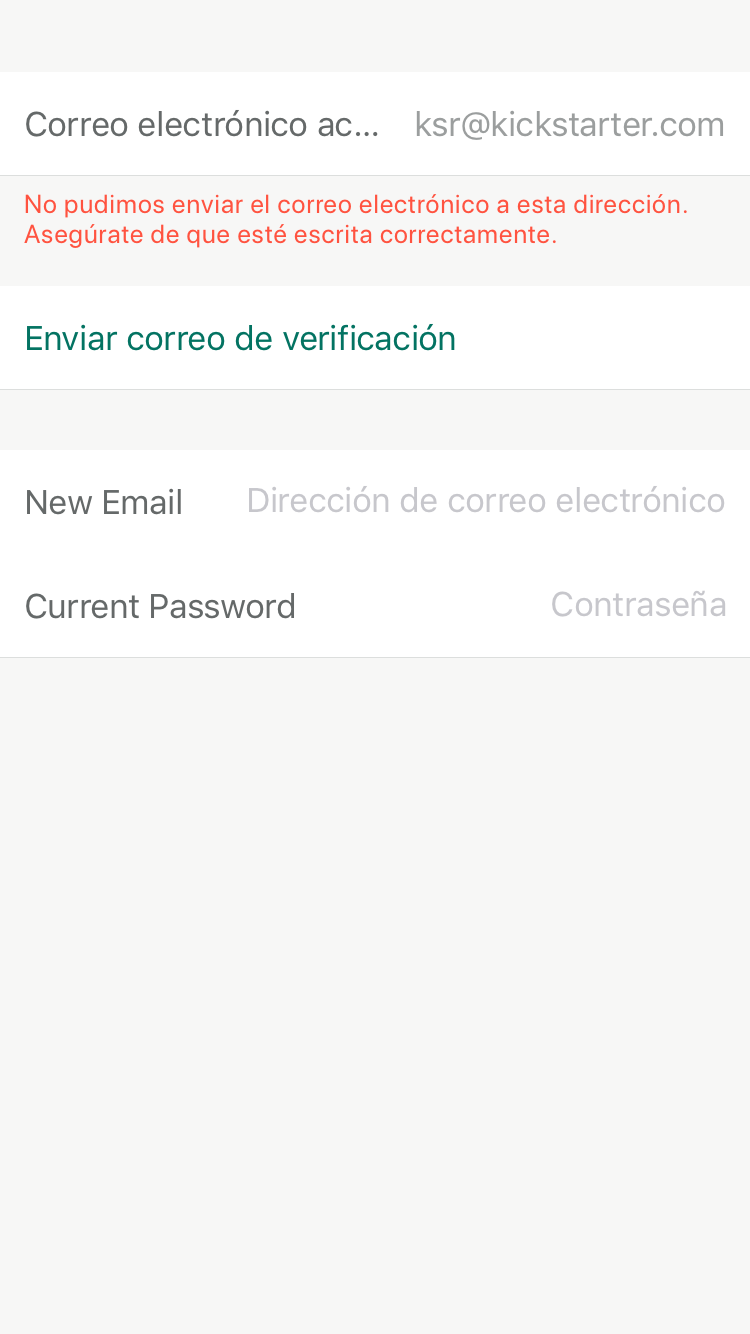 Correo electrónico ac... ksr@kickstarter.com
No pudimos enviar el correo electrónico a esta dirección.
Asegúrate de que esté escrita correctamente.
Enviar correo de verificación
New Email Dirección de correo electrónico
Current Password Contraseña